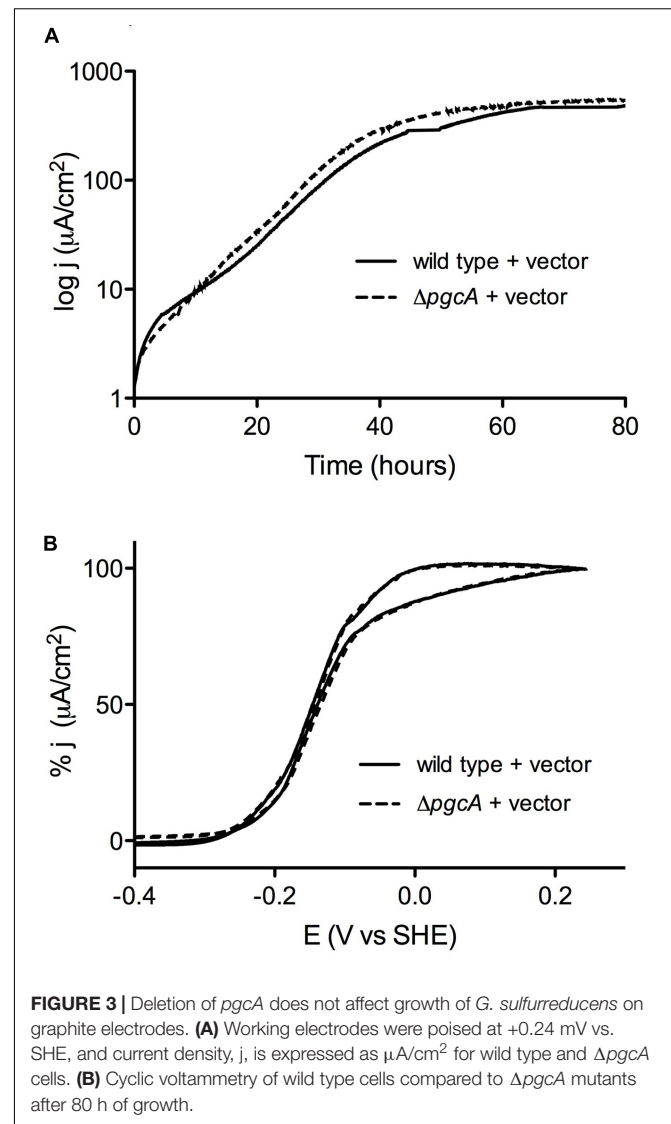 A
1000
100
10
1
log j (μA/cm²)
wild type + vector
ΔpgcA + vector
0 20 40 60 80
Time (hours)
B
100
50
0
% j (μA/cm²)
wild type + vector
ΔpgcA + vector
-0.4 -0.2 0.0 0.2
E (V vs SHE)
FIGURE 3 | Deletion of pgcA does not affect growth of G. sulfurreducens on
graphite electrodes. (A) Working electrodes were poised at +0.24 mV vs.
SHE, and current density, j, is expressed as μA/cm² for wild type and ΔpgcA
cells. (B) Cyclic voltammetry of wild type cells compared to ΔpgcA mutants
after 80 h of growth.